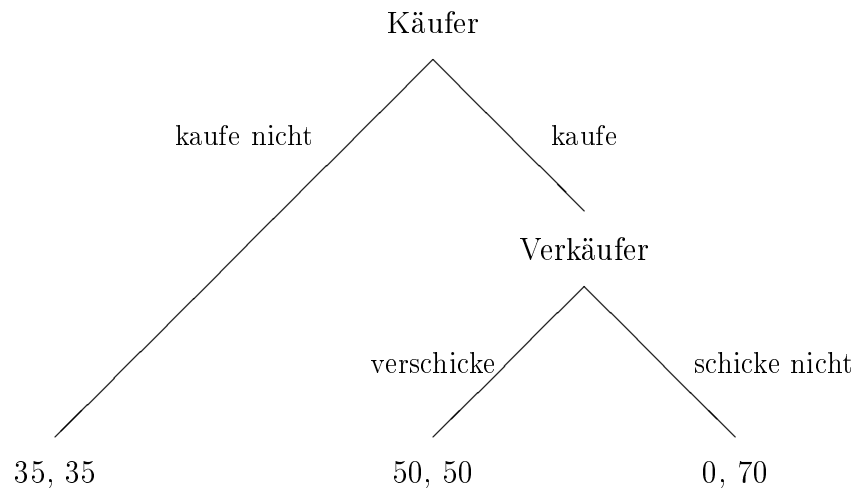 Käufer
kaufe nicht
kaufe
Verkäufer
verschicke
schicke nicht
35, 35
50, 50
0, 70